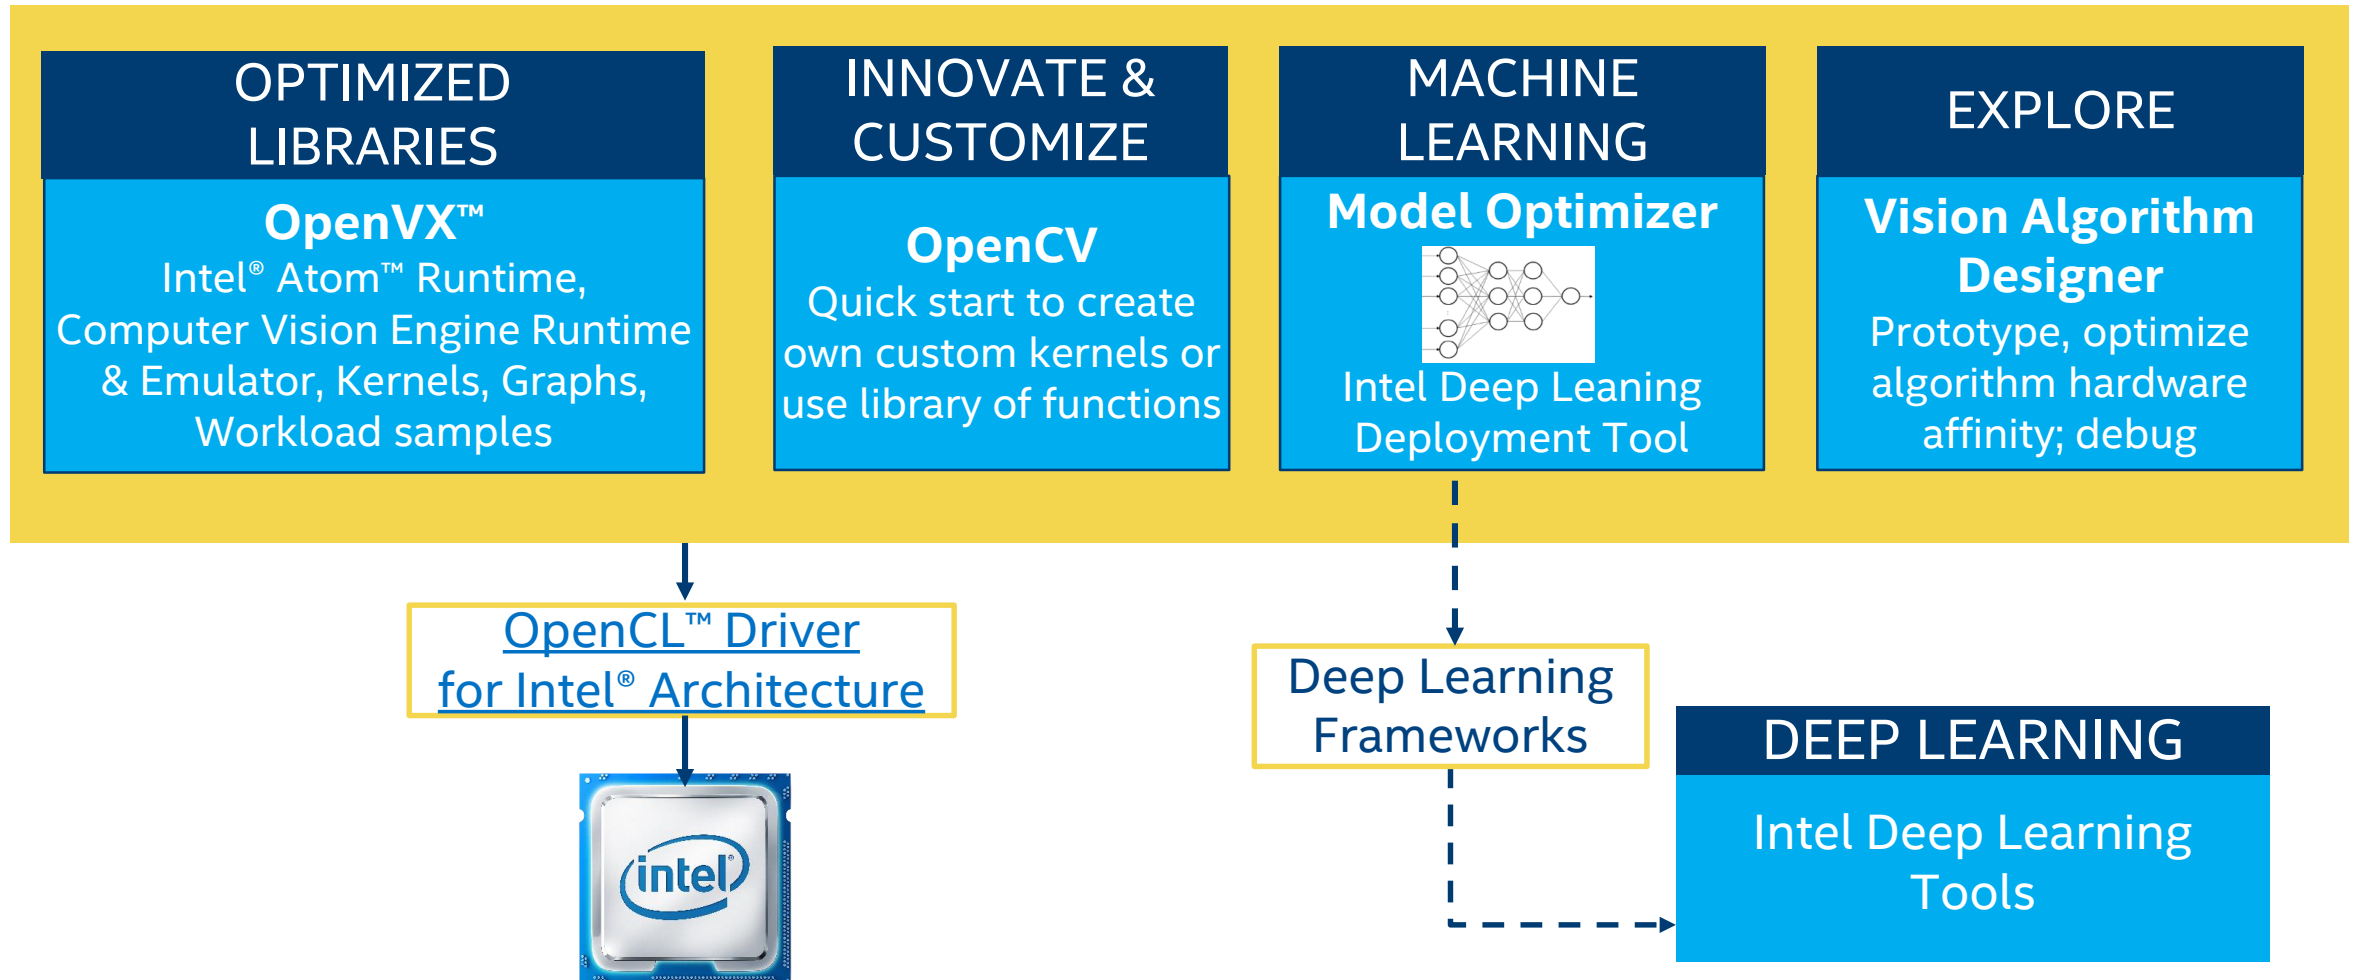 OPTIMIZED
LIBRARIES
OpenVX™
Intel® Atom™ Runtime,
Computer Vision Engine Runtime
& Emulator, Kernels, Graphs,
Workload samples
INNOVATE &
CUSTOMIZE
OpenCV
Quick start to create
own custom kernels or
use library of functions
MACHINE
LEARNING
Model Optimizer
Intel Deep Leaning
Deployment Tool
EXPLORE
Vision Algorithm
Designer
Prototype, optimize
algorithm hardware
affinity; debug
OpenCL™ Driver
for Intel® Architecture
Deep Learning
Frameworks
DEEP LEARNING
Intel Deep Learning
Tools
intel®